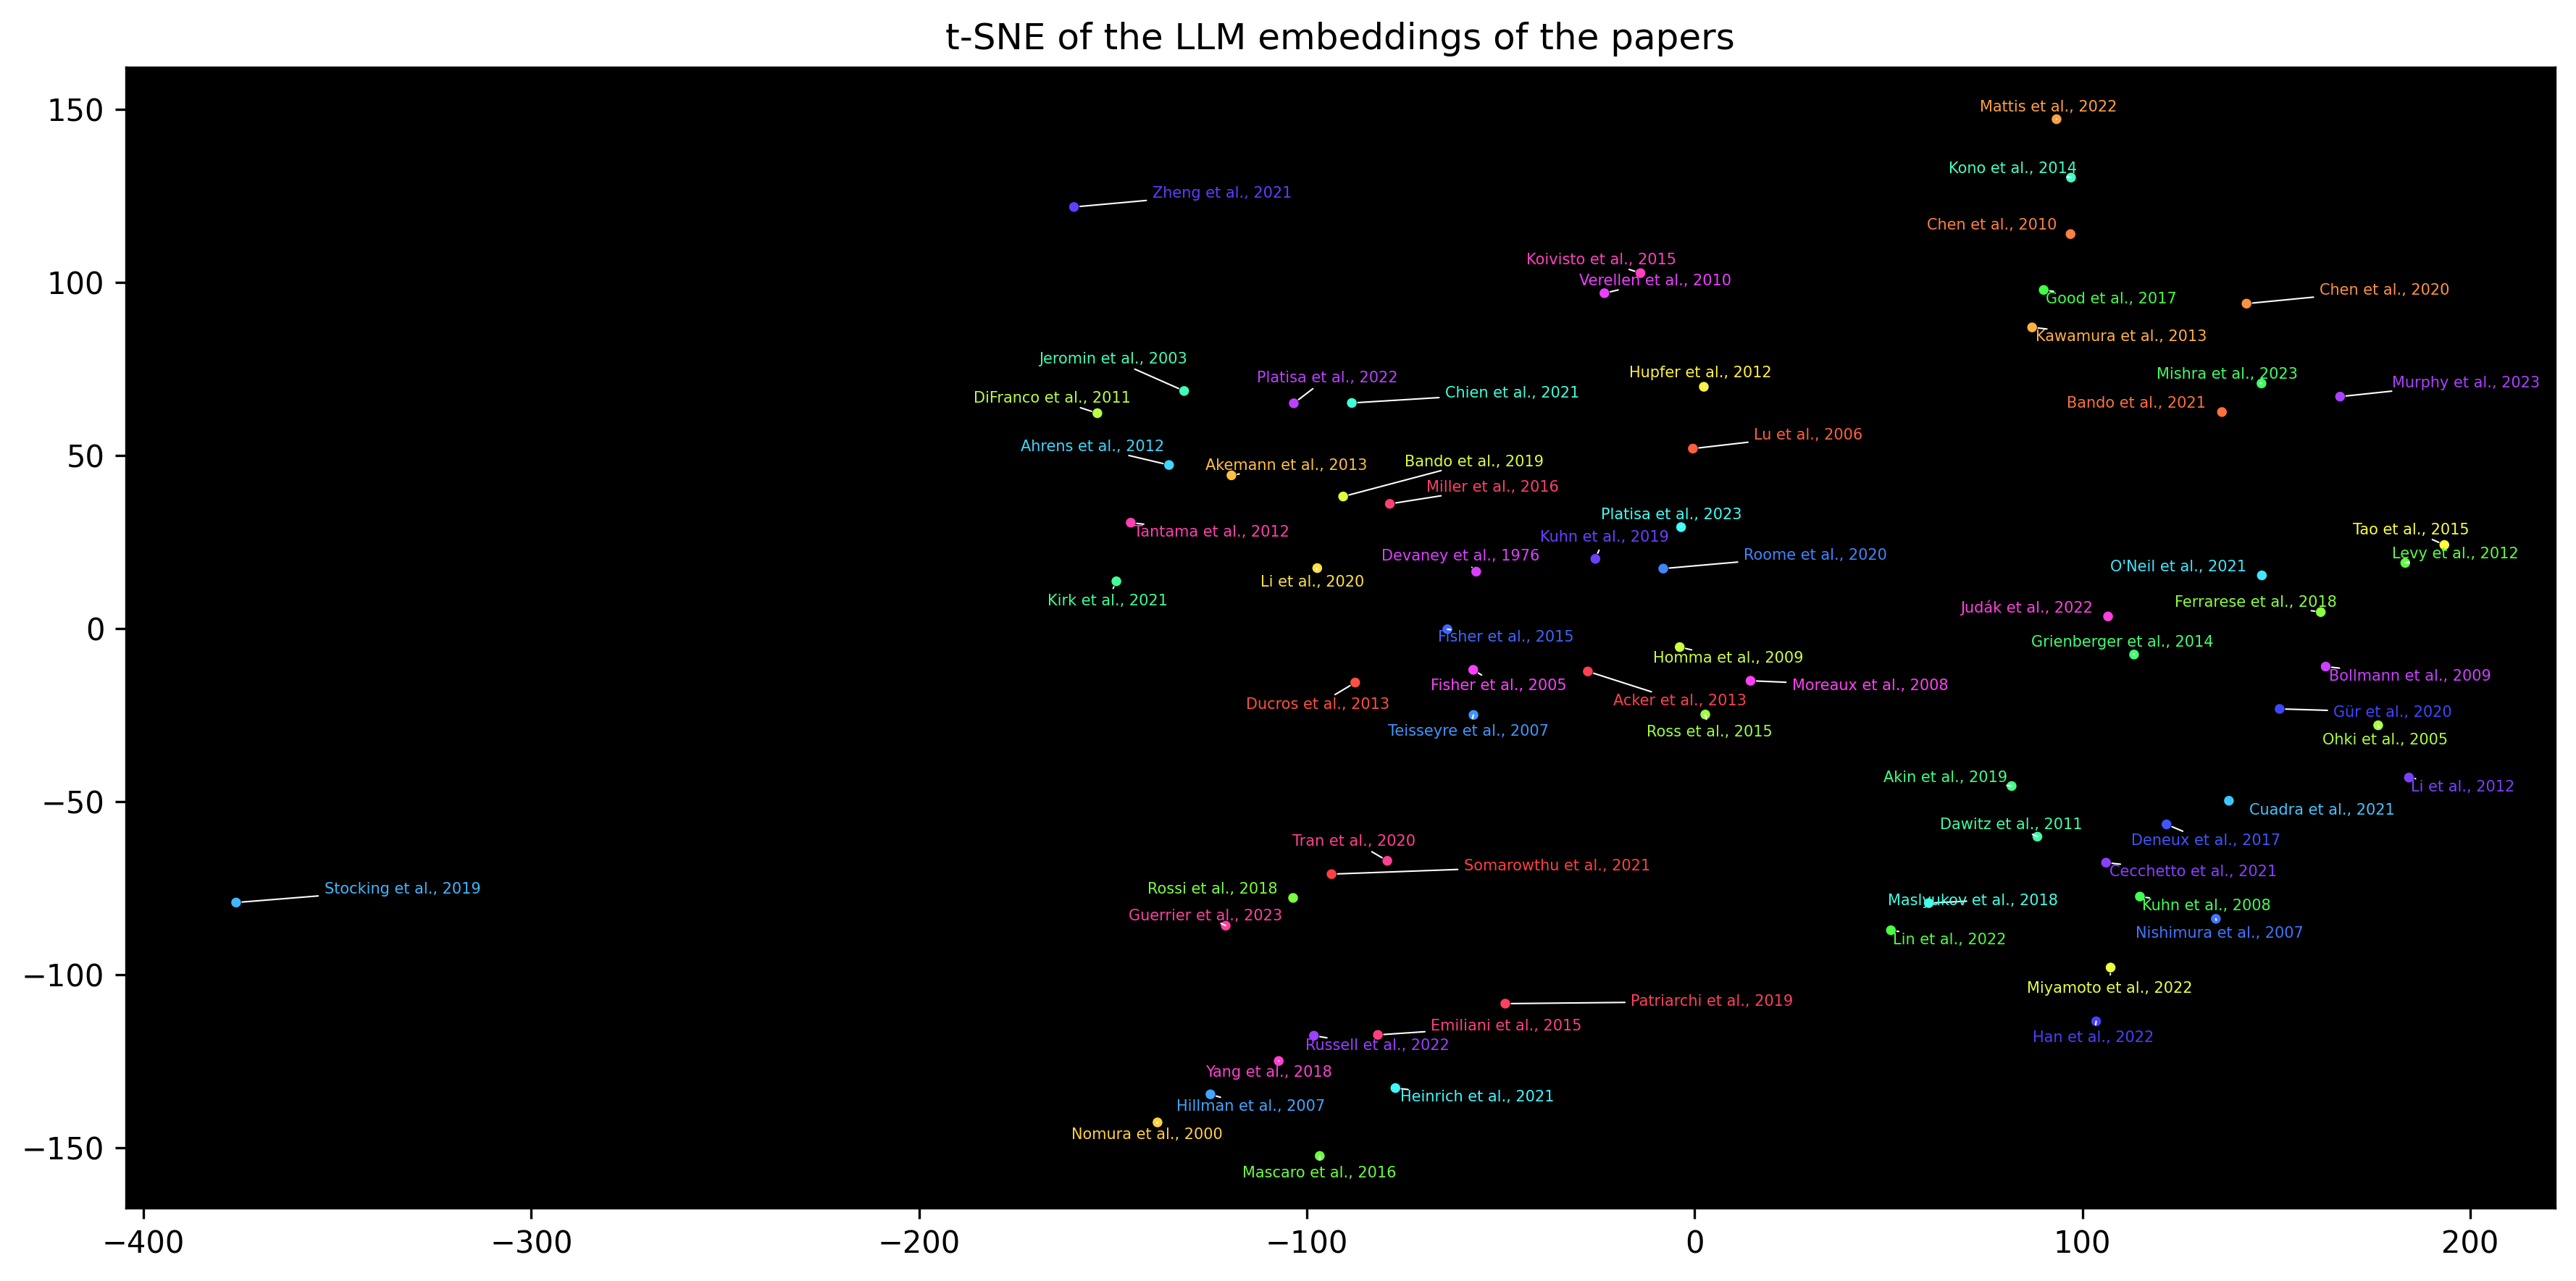 t-SNE of the LLM embeddings of the papers
150
Mattis et al., 2022
Kono et al., 2014
Zheng et al., 2021
Chen et al., 2010
Koivisto et al., 2015
Verellen et al., 2010
100
Chen et al., 2020
Good et al., 2017
Kawamura et al., 2013
Jeromin et al., 2003
Platisa et al., 2022
Hupfer et al., 2012
Mishra et al., 2023
Murphy et al., 2023
DiFranco et al., 2011
Chien et al., 2021
Bando et al., 2021
Ahrens et al., 2012
Lu et al., 2006
50
Akemann et al., 2013
Bando et al., 2019
Miller et al., 2016
Platisa et al., 2023
Tantama et al., 2012
Kuhn et al., 2019
Tao et al., 2015
Devaney et al., 1976
Roome et al., 2020
Levy et al., 2012
O'Neil et al., 2021
Li et al., 2020
Kirk et al., 2021
Ferrarese et al., 2018
Judák et al., 2022
0
Fisher et al., 2015
Grienberger et al., 2014
Homma et al., 2009
Bollmann et al., 2009
Fisher et al., 2005
Moreaux et al., 2008
Ducros et al., 2013
Acker et al., 2013
Gür et al., 2020
Teisseyre et al., 2007
Ross et al., 2015
Ohki et al., 2005
Akin et al., 2019
Li et al., 2012
−50
Cuadra et al., 2021
Dawitz et al., 2011
Tran et al., 2020
Deneux et al., 2017
Somarowthu et al., 2021
Cecchetto et al., 2021
Stocking et al., 2019
Rossi et al., 2018
Maslyukov et al., 2018
Kuhn et al., 2008
Guerrier et al., 2023
Nishimura et al., 2007
Lin et al., 2022
−100
Miyamoto et al., 2022
Patriarchi et al., 2019
Emiliani et al., 2015
Russell et al., 2022
Han et al., 2022
Yang et al., 2018
Heinrich et al., 2021
Hillman et al., 2007
Nomura et al., 2000
−150
Mascaro et al., 2016
−400
−300
−200
−100
0
100
200